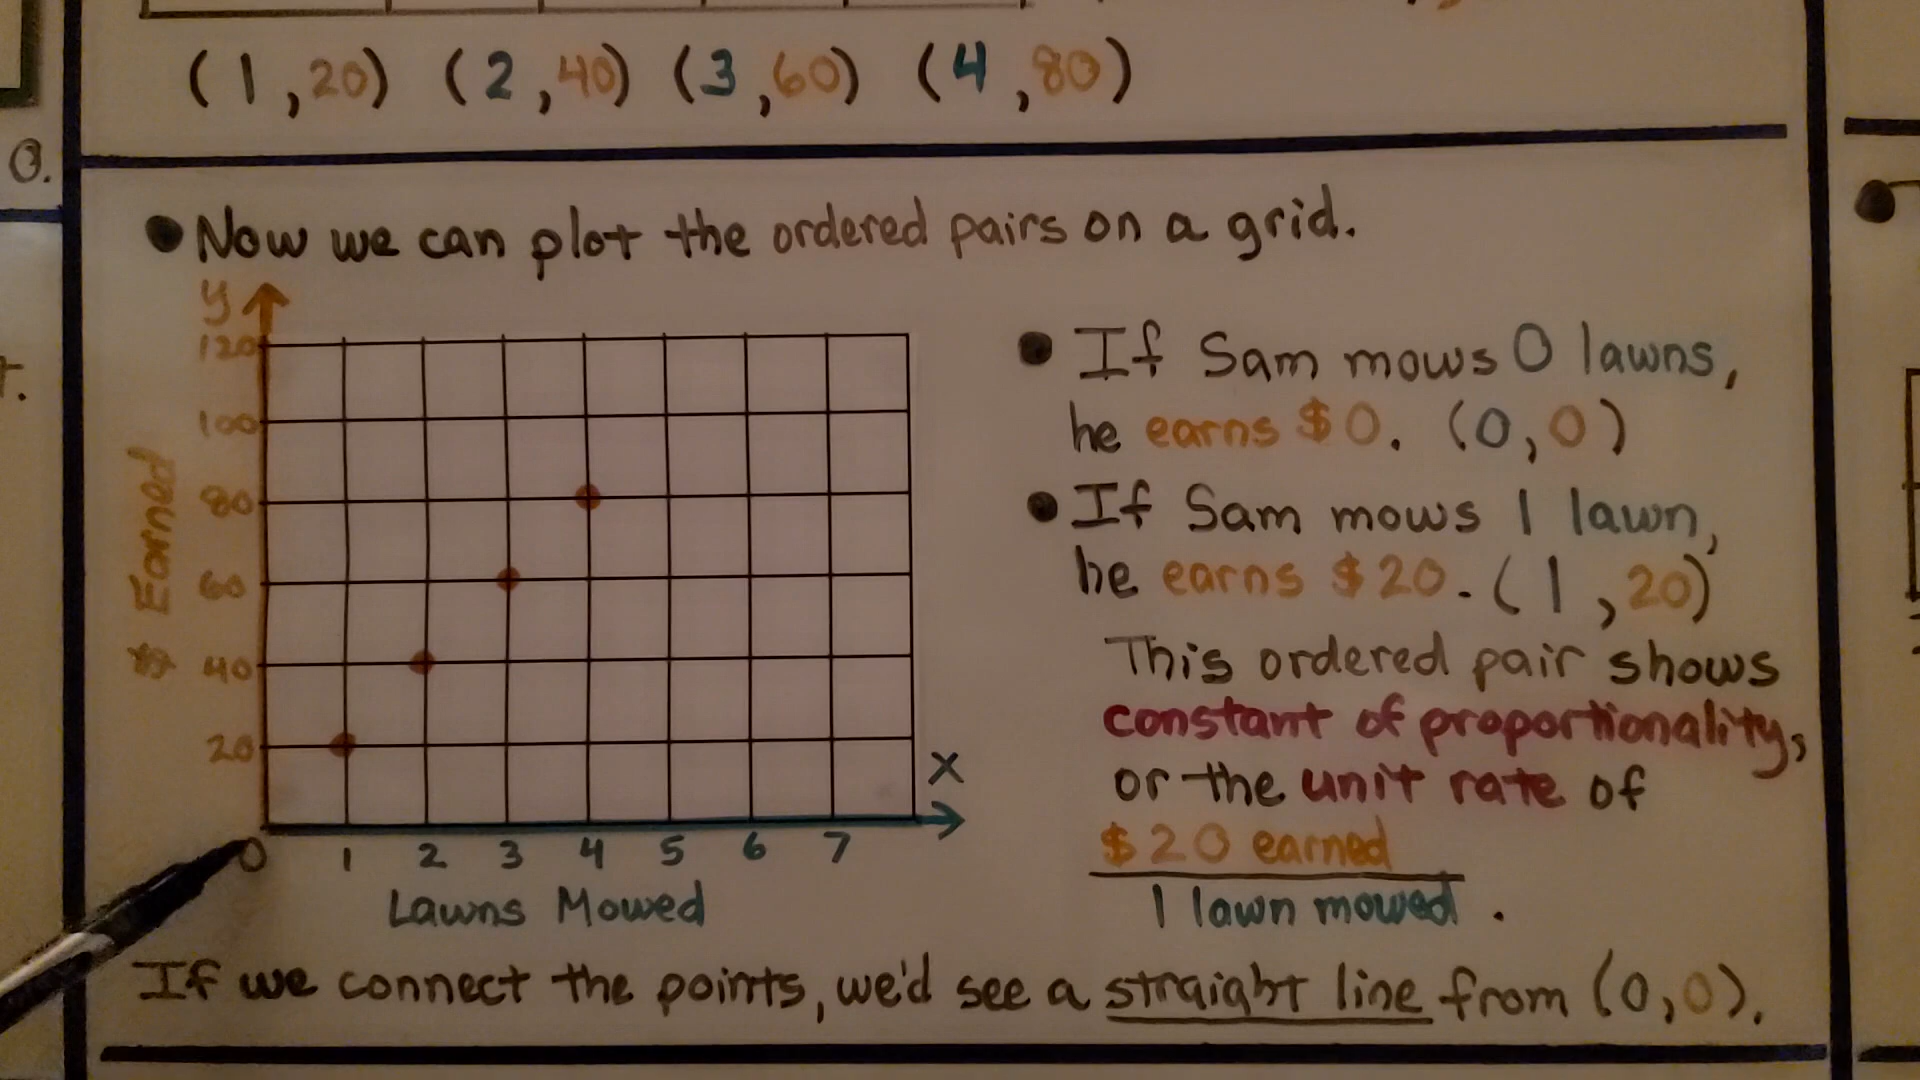 (1,20) (2,40) (3,60) (4,80)
0.
• Now we can plot the ordered pairs on a grid.
y
120
100
80
60
40
20
$ Earned
x
0 1 2 3 4 5 6 7
Lawns Mowed
• If Sam mows 0 lawns,
he earns $0. (0,0)
• If Sam mows 1 lawn,
he earns $20. (1,20)
This ordered pair shows
constant of proportionality,
or the unit rate of
$20 earned
1 lawn mowed.
If we connect the points, we'd see a straight line from (0,0).